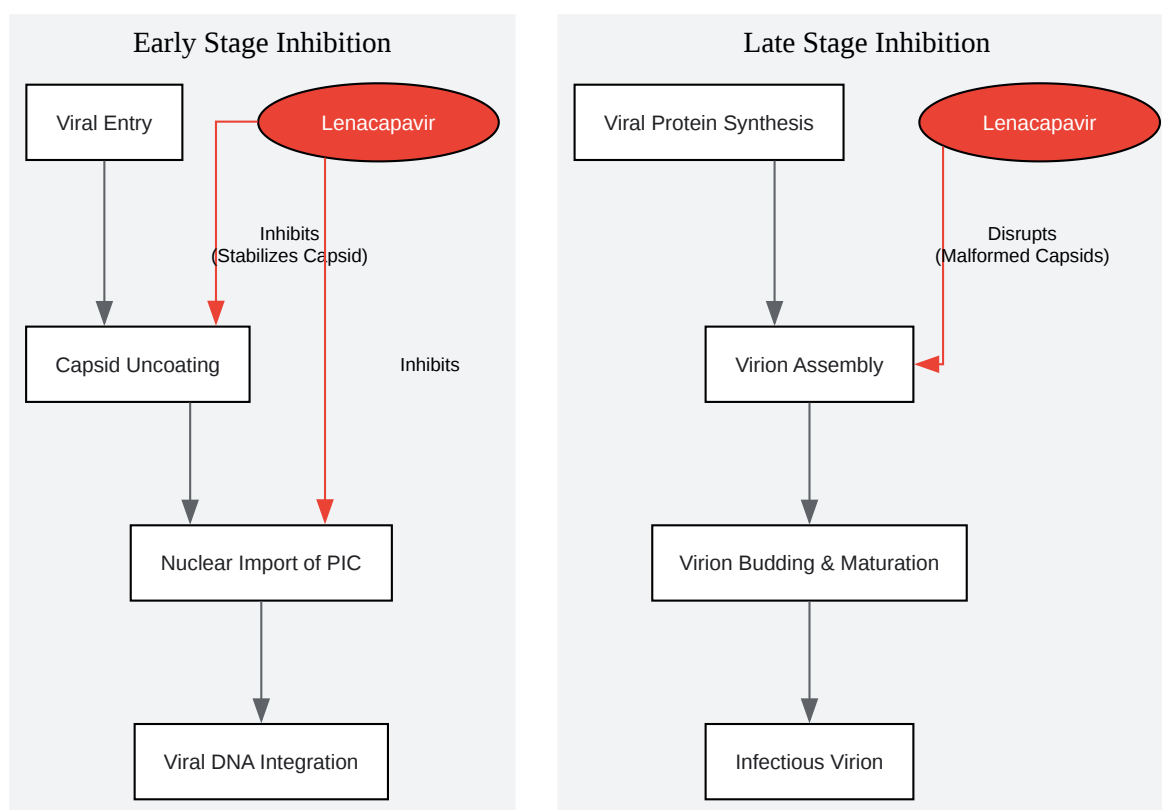 Early Stage Inhibition
Viral Entry
Lenacapavir
Inhibits
(Stabilizes Capsid)
Capsid Uncoating
Inhibits
Nuclear Import of PIC
Viral DNA Integration
Late Stage Inhibition
Viral Protein Synthesis
Lenacapavir
Disrupts
(Malformed Capsids)
Virion Assembly
Virion Budding & Maturation
Infectious Virion